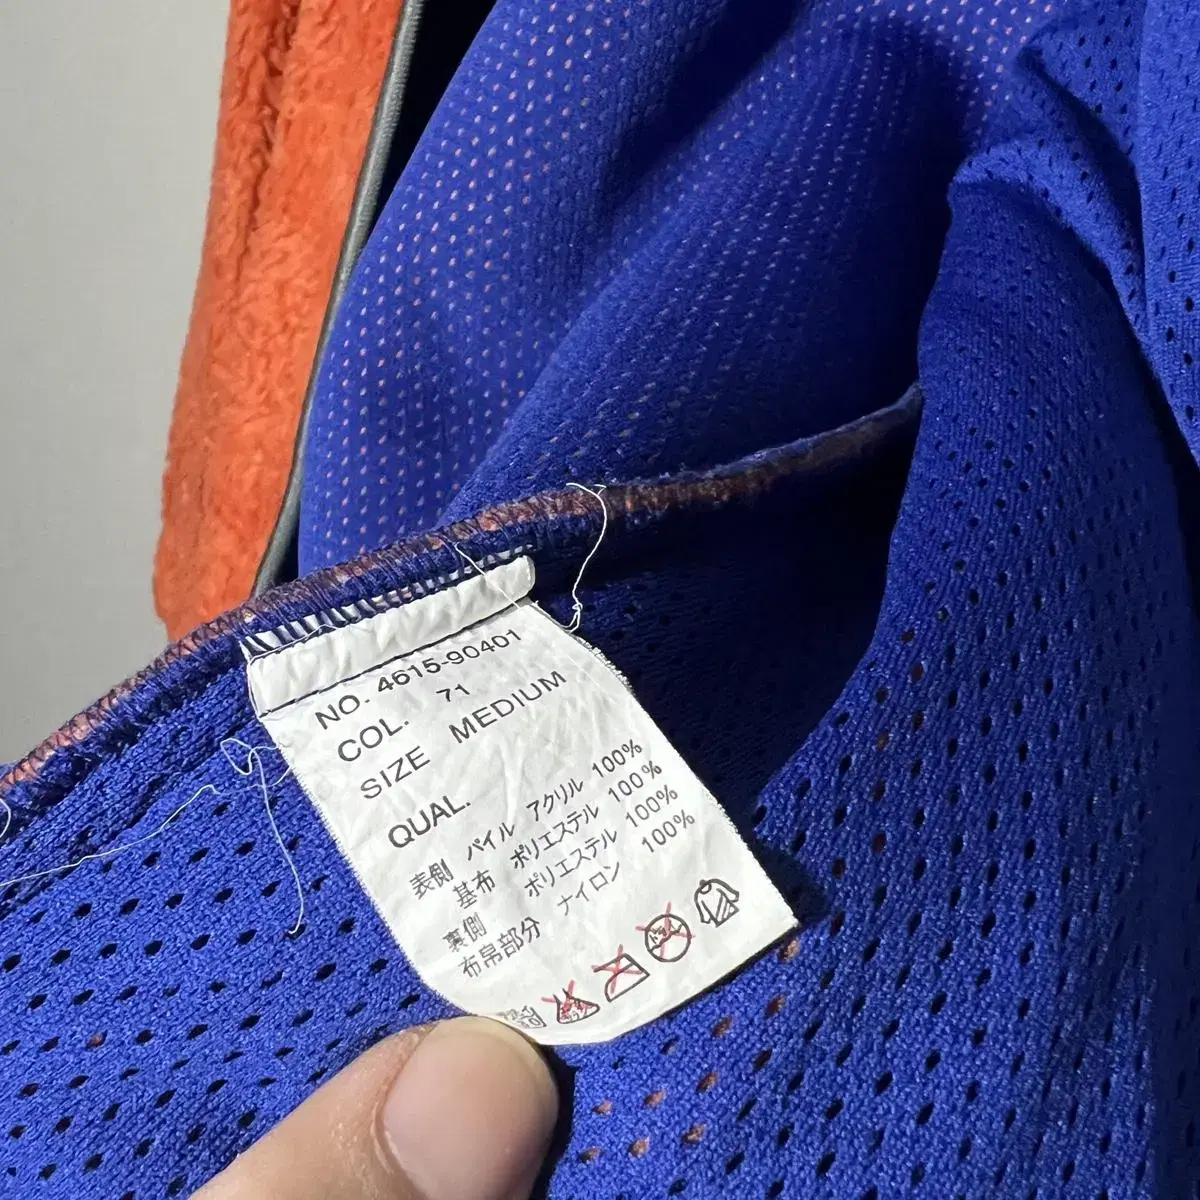 NO. 4615-90401
COL. 71
SIZE MEDIUM
QUAL.
表側 パイル アクリル 100%
基布 ポリエステル 100%
裏側 ポリエステル 100%
布帛部分 ナイロン 100%